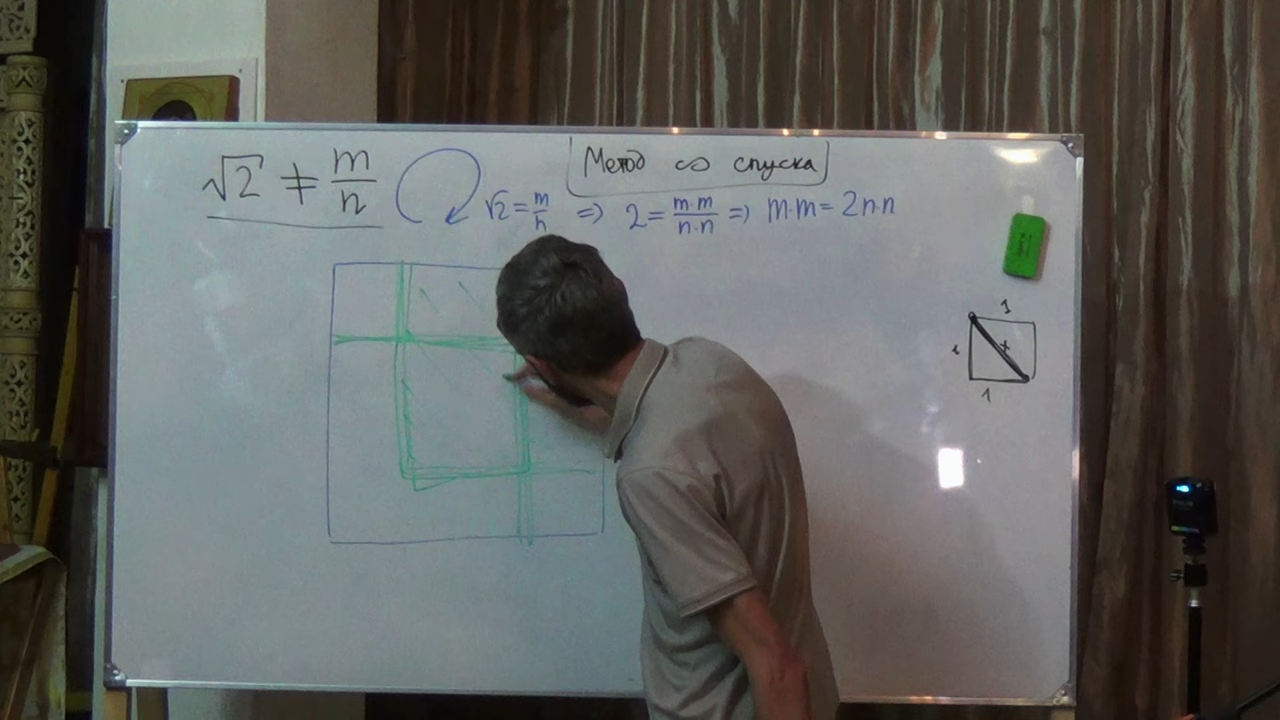 √2 ≠ m/n
Метод ∞ спуска
√2 = m/n ⇒ 2 = m·m/n·n ⇒ m·m = 2n·n
1
1 x
1